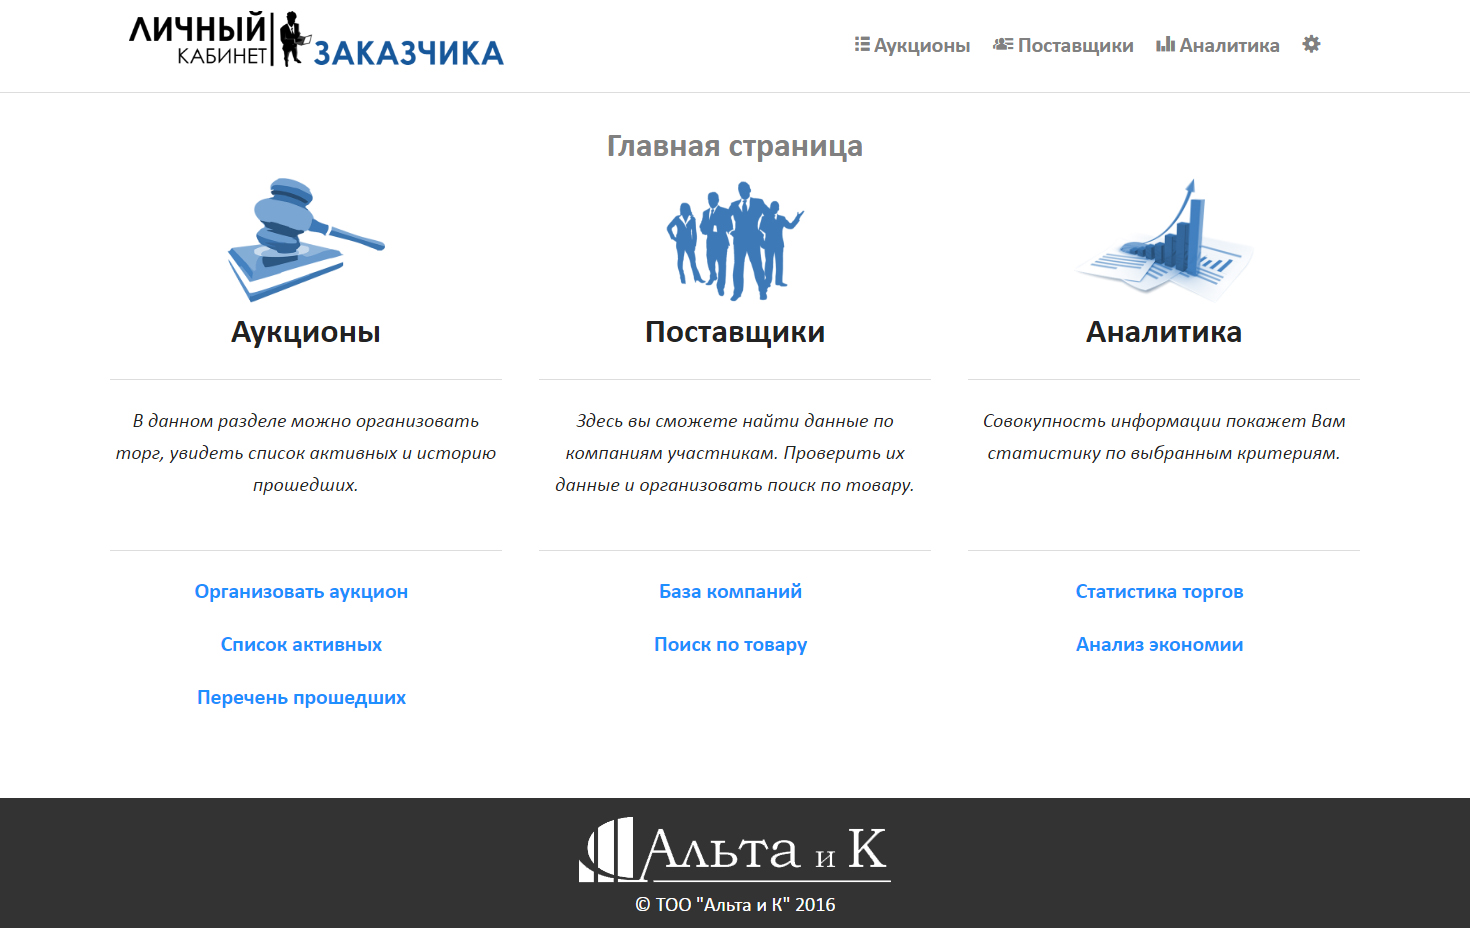 ЛИЧНЫЙ
КАБИНЕТ
ЗАКАЗЧИКА
Аукционы Поставщики Аналитика
Главная страница
Аукционы
В данном разделе можно организовать
торг, увидеть список активных и историю
прошедших.
Организовать аукцион
Список активных
Перечень прошедших
Поставщики
Здесь вы сможете найти данные по
компаниям участникам. Проверить их
данные и организовать поиск по товару.
База компаний
Поиск по товару
Аналитика
Совокупность информации покажет Вам
статистику по выбранным критериям.
Статистика торгов
Анализ экономии
Альта и К
© ТОО "Альта и К" 2016